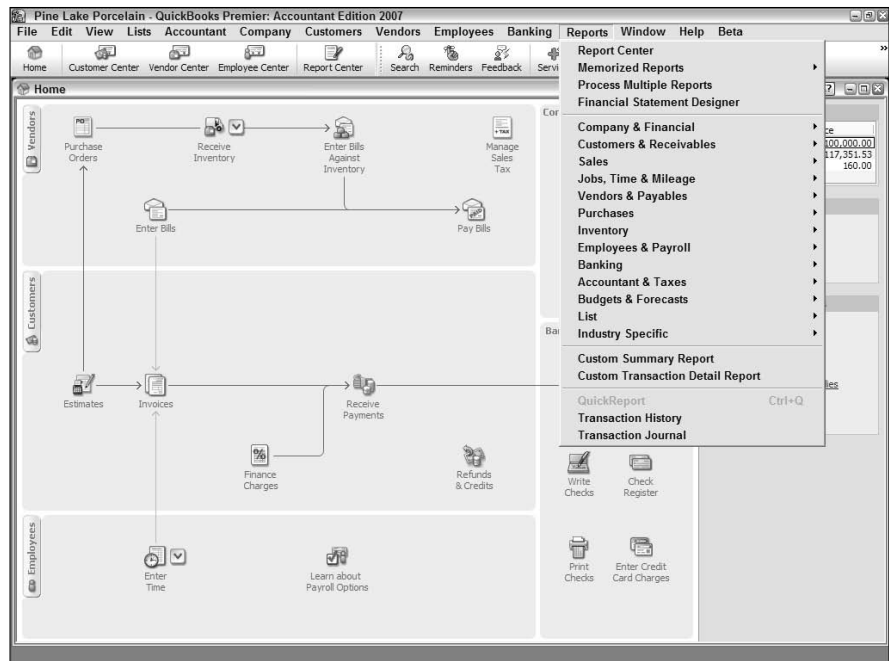 Pine Lake Porcelain - QuickBooks Premier: Accountant Edition 2007
File Edit View Lists Accountant Company Customers Vendors Employees Banking Reports Window Help Beta
Home Customer Center Vendor Center Employee Center Report Center Search Reminders Feedback
Home
Vendors
Purchase
Orders
Receive
Inventory
Enter Bills
Against
Inventory
+ TAX
Manage
Sales
Tax
Enter Bills
Pay Bills
Customers
Estimates
Invoices
Receive
Payments
Finance
Charges
Refunds
& Credits
Employees
Enter
Time
Learn about
Payroll Options
Report Center
Memorized Reports
Process Multiple Reports
Financial Statement Designer
Company & Financial
Customers & Receivables
Sales
Jobs, Time & Mileage
Vendors & Payables
Purchases
Inventory
Employees & Payroll
Banking
Accountant & Taxes
Budgets & Forecasts
List
Industry Specific
Custom Summary Report
Custom Transaction Detail Report
QuickReport Ctrl+Q
Transaction History
Transaction Journal
Write
Checks
Check
Register
Print
Checks
Enter Credit
Card Charges
100,000.00
117,351.53
160.00